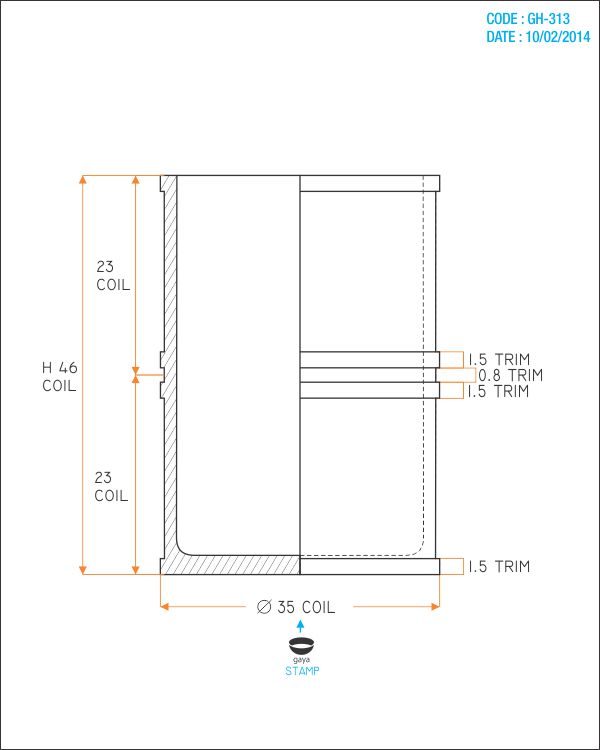 CODE : GH-313
DATE : 10/02/2014
23
COIL
H 46
COIL
1.5 TRIM
0.8 TRIM
1.5 TRIM
23
COIL
1.5 TRIM
Ø 35 COIL
gaya
STAMP